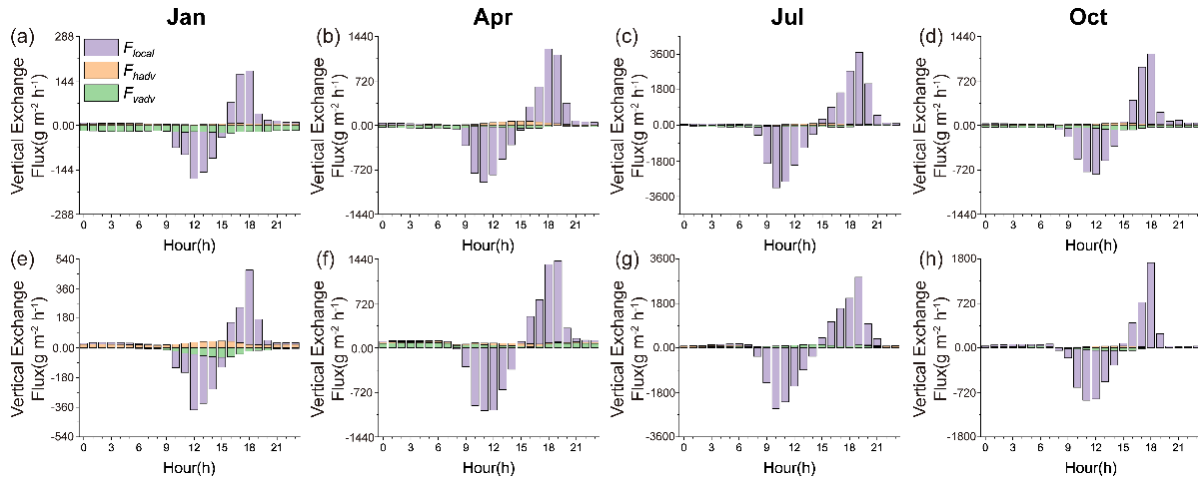 Jan Apr Jul Oct
(a) (b) (c) (d)
F_local
F_hadv
F_vadv
Vertical Exchange
Flux(g m⁻² h⁻¹)
288
144
0.00
-144
-288
0 3 6 9 12 15 18 21
Hour(h)
Vertical Exchange
Flux(g m⁻² h⁻¹)
1440
720
0.00
-720
-1440
0 3 6 9 12 15 18 21
Hour(h)
Vertical Exchange
Flux(g m⁻² h⁻¹)
3600
1800
0.00
-1800
-3600
0 3 6 9 12 15 18 21
Hour(h)
Vertical Exchange
Flux(g m⁻² h⁻¹)
1440
720
0.00
-720
-1440
0 3 6 9 12 15 18 21
Hour(h)
(e) (f) (g) (h)
Vertical Exchange
Flux(g m⁻² h⁻¹)
540
360
180
0.00
-180
-360
-540
0 3 6 9 12 15 18 21
Hour(h)
Vertical Exchange
Flux(g m⁻² h⁻¹)
1440
720
0.00
-720
-1440
0 3 6 9 12 15 18 21
Hour(h)
Vertical Exchange
Flux(g m⁻² h⁻¹)
3600
1800
0.00
-1800
-3600
0 3 6 9 12 15 18 21
Hour(h)
Vertical Exchange
Flux(g m⁻² h⁻¹)
1800
720
0.00
-720
-1800
0 3 6 9 12 15 18 21
Hour(h)